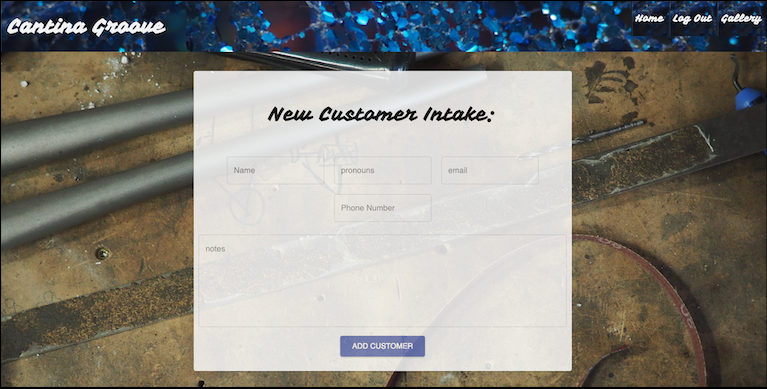 Cantina Groove
Home Log Out Gallery
New Customer Intake:
Name pronouns email
Phone Number
notes
ADD CUSTOMER